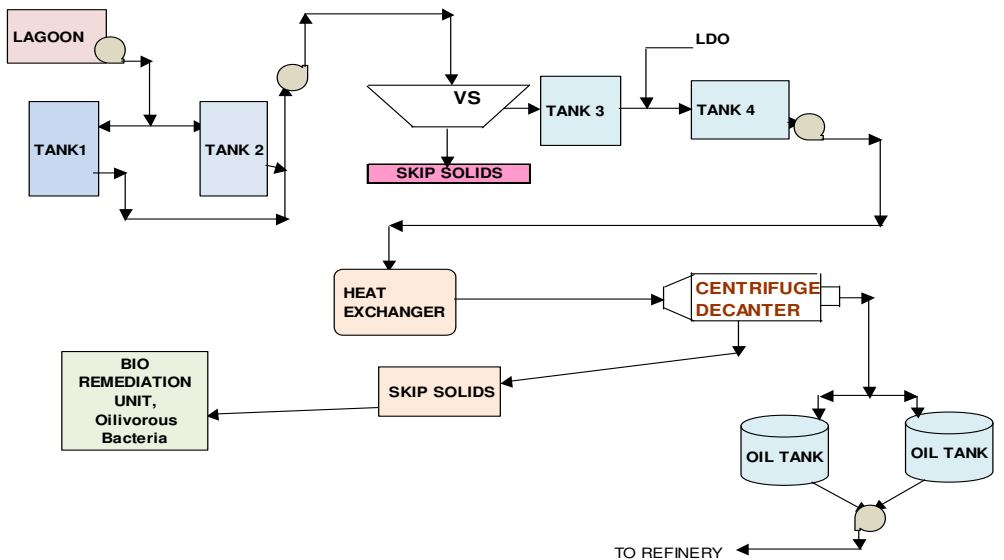 LAGOON
LDO
VS
TANK 3
TANK 4
TANK1
TANK 2
SKIP SOLIDS
HEAT
EXCHANGER
CENTRIFUGE
DECANTER
BIO
REMEDIATION
UNIT,
Oilivorous
Bacteria
SKIP SOLIDS
OIL TANK
OIL TANK
TO REFINERY